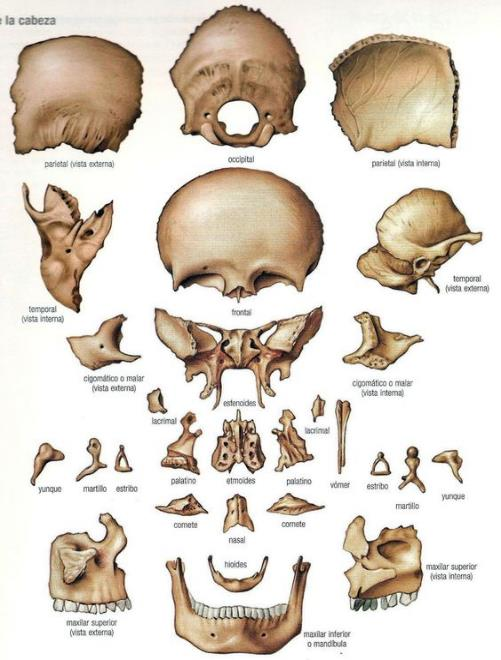 la cabeza
parietal (vista externa)
occipital
parietal (vista interna)
temporal
(vista interna)
frontal
temporal
(vista externa)
cigomático o malar
(vista externa)
esfenoides
cigomático o malar
(vista interna)
lacrimal
lacrimal
yunque
martillo
estribo
palatino
etmoides
palatino
vómer
estribo
martillo
yunque
cornete
nasal
cornete
hioides
maxilar superior
(vista externa)
maxilar inferior
o mandíbula
maxilar superior
(vista interna)